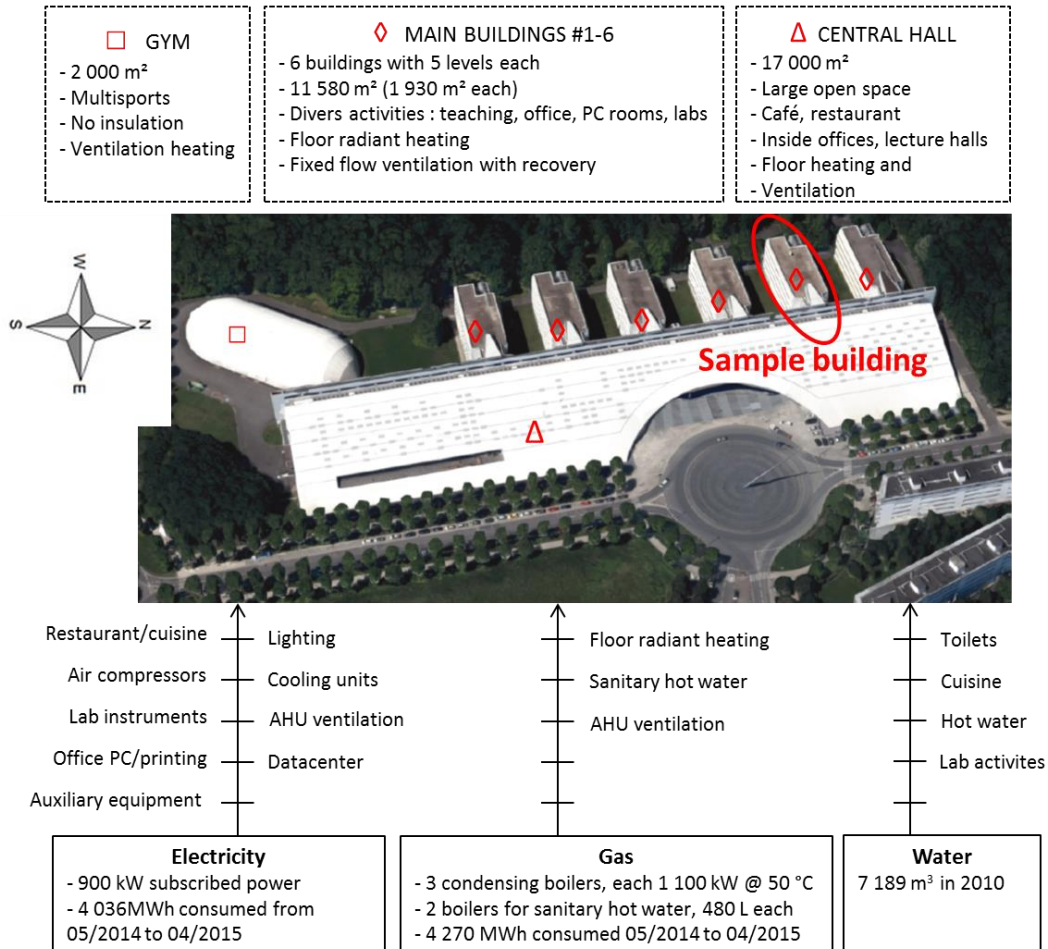 GYM
- 2 000 m²
- Multisports
- No insulation
- Ventilation heating
MAIN BUILDINGS #1-6
- 6 buildings with 5 levels each
- 11 580 m² (1 930 m² each)
- Divers activities : teaching, office, PC rooms, labs
- Floor radiant heating
- Fixed flow ventilation with recovery
CENTRAL HALL
- 17 000 m²
- Large open space
- Café, restaurant
- Inside offices, lecture halls
- Floor heating and
- Ventilation
W
S
N
E
Sample building
Restaurant/cuisine
Air compressors
Lab instruments
Office PC/printing
Auxiliary equipment
Lighting
Cooling units
AHU ventilation
Datacenter
Floor radiant heating
Sanitary hot water
AHU ventilation
Toilets
Cuisine
Hot water
Lab activites
Electricity
- 900 kW subscribed power
- 4 036MWh consumed from
05/2014 to 04/2015
Gas
- 3 condensing boilers, each 1 100 kW @ 50 °C
- 2 boilers for sanitary hot water, 480 L each
- 4 270 MWh consumed 05/2014 to 04/2015
Water
7 189 m³ in 2010